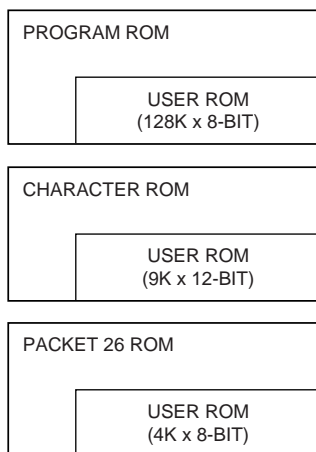 PROGRAM ROM
USER ROM
(128K x 8-BIT)
CHARACTER ROM
USER ROM
(9K x 12-BIT)
PACKET 26 ROM
USER ROM
(4K x 8-BIT)